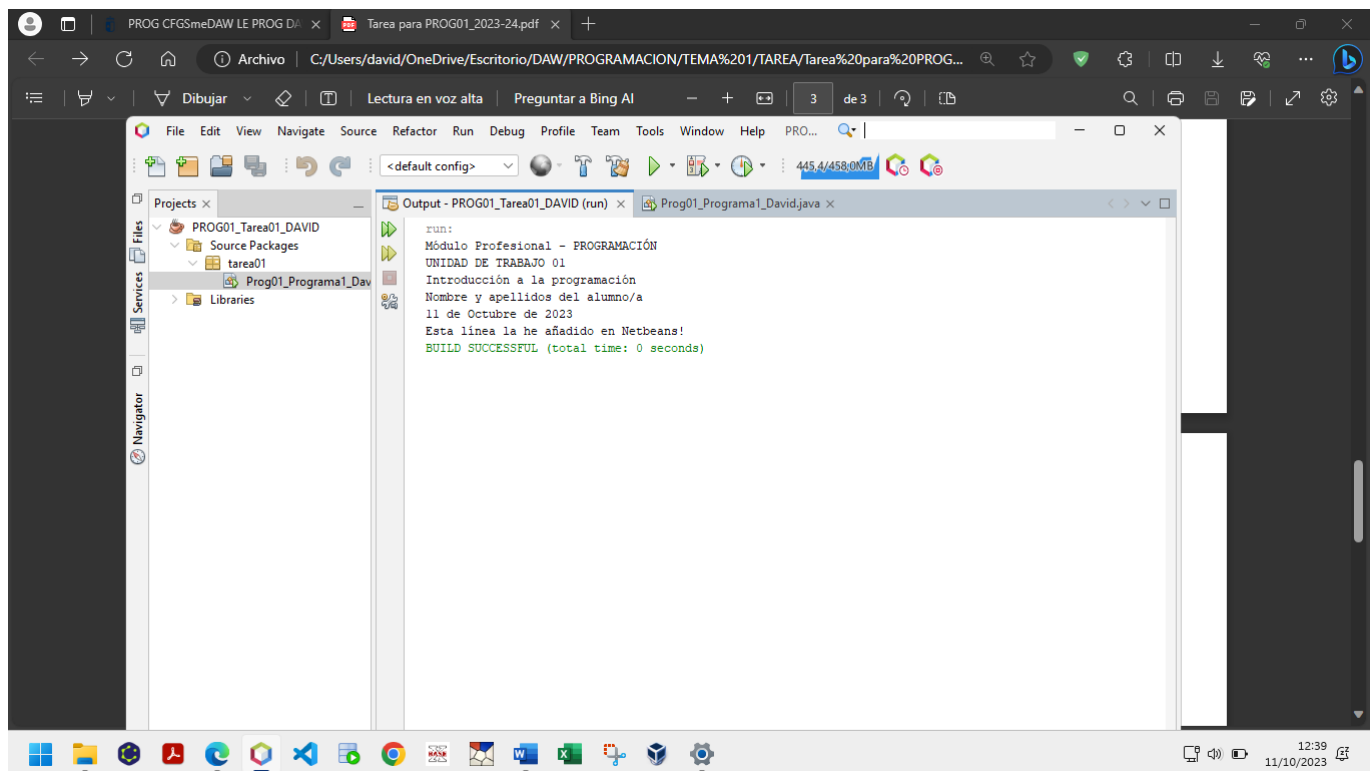 PROG CFGSmeDAW LE PROG DA
Tarea para PROG01_2023-24.pdf
Archivo
C:/Users/david/OneDrive/Escritorio/DAW/PROGRAMACION/TEMA%201/TAREA/Tarea%20para%20PROG...
Dibujar
Lectura en voz alta
Preguntar a Bing AI
3
de 3
File Edit View Navigate Source Refactor Run Debug Profile Team Tools Window Help PRO...
<default config>
445,4/458,0MB
Projects
Output - PROG01_Tarea01_DAVID (run)
Prog01_Programa1_David.java
Files
Services
Navigator
PROG01_Tarea01_DAVID
Source Packages
tarea01
Prog01_Programa1_Dav
Libraries
run:
Módulo Profesional - PROGRAMACIÓN
UNIDAD DE TRABAJO 01
Introducción a la programación
Nombre y apellidos del alumno/a
11 de Octubre de 2023
Esta línea la he añadido en Netbeans!
BUILD SUCCESSFUL (total time: 0 seconds)
12:39
11/10/2023